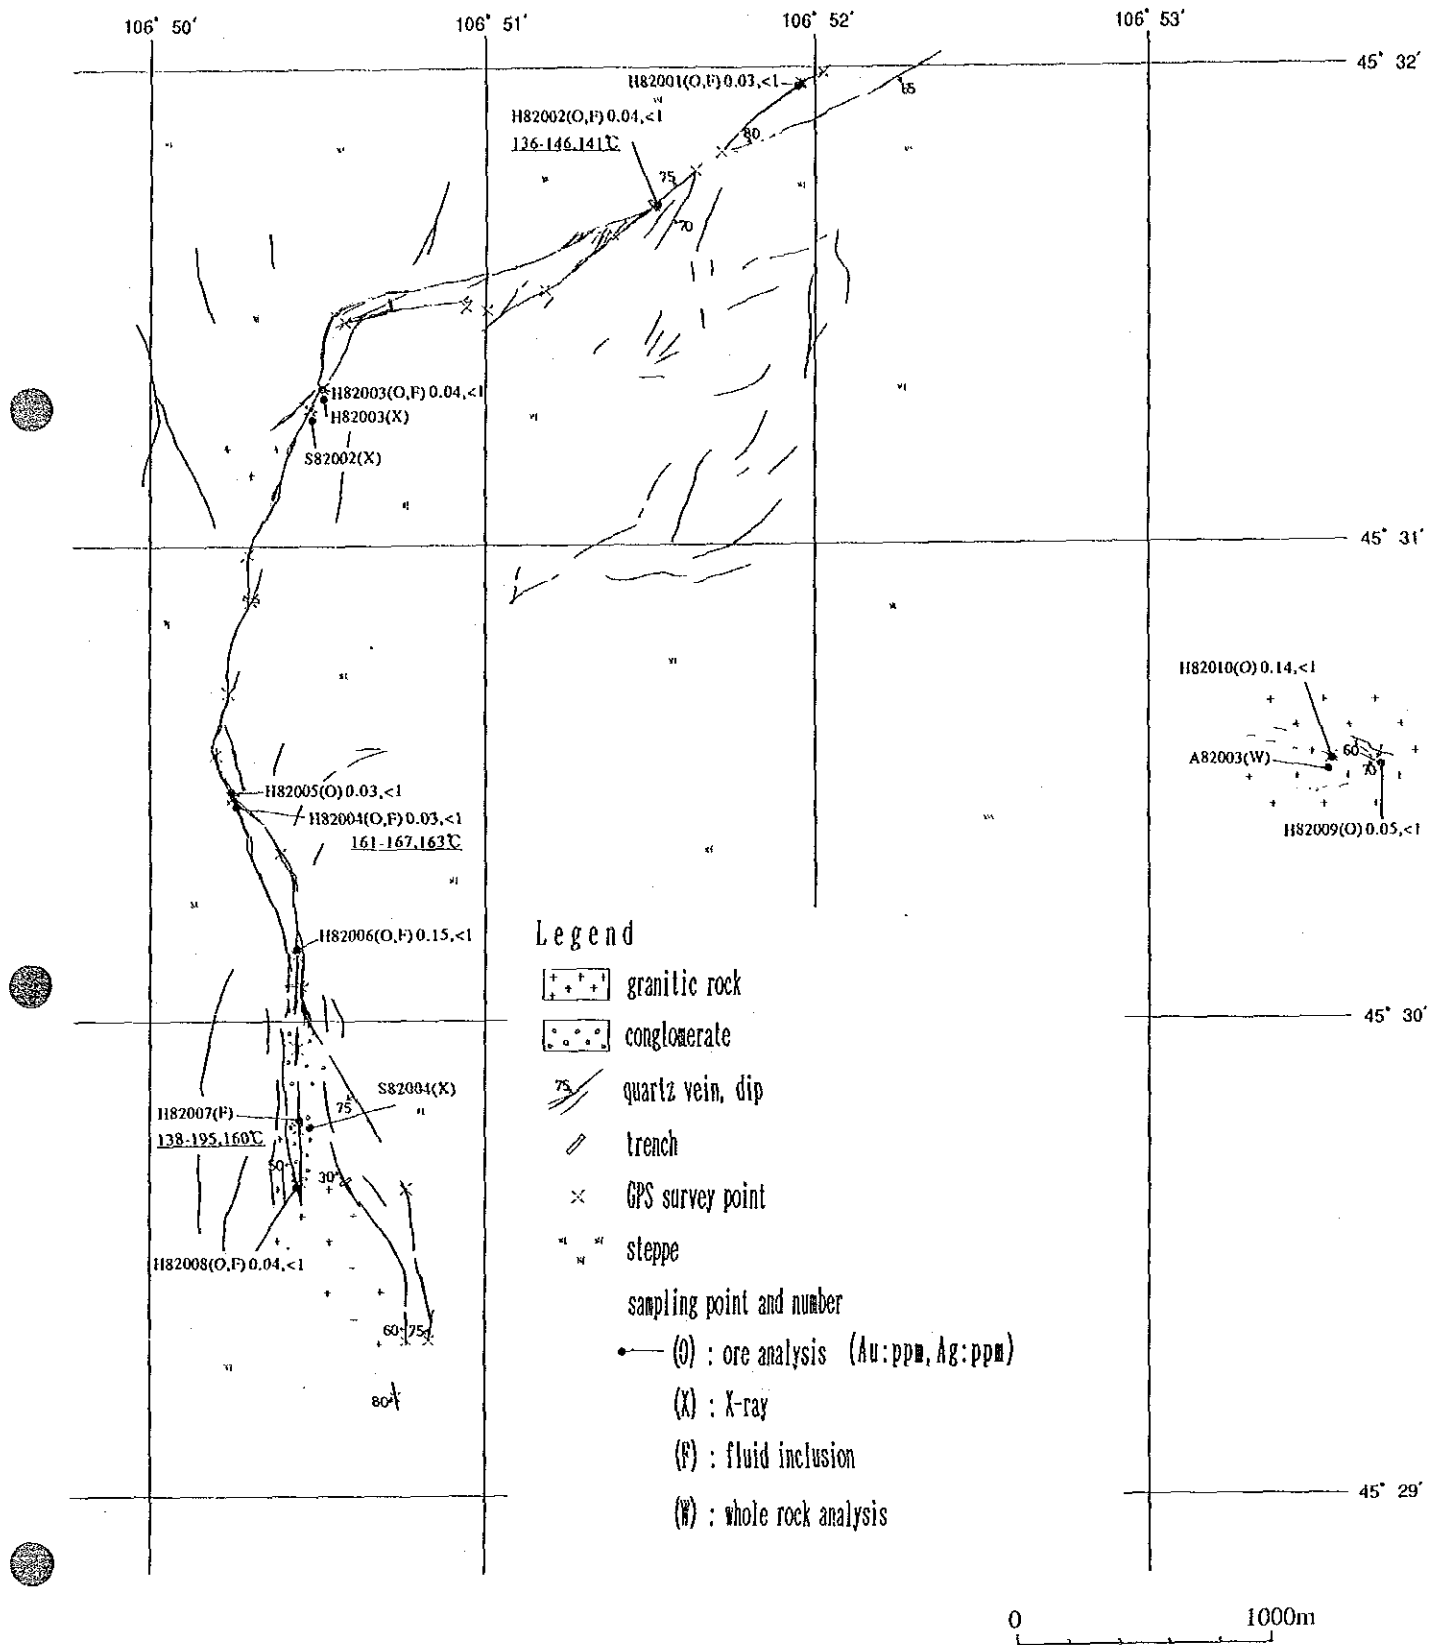 106° 50′
106° 51′
106° 52′
106° 53′
45° 32′
H82001(O,F) 0.03,<1
65
H82002(O,F) 0.04,<1
136-146,141℃
80
75
70
H82003(O,F) 0.04,<1
H82003(X)
S82002(X)
45° 31′
H82010(O) 0.14,<1
A82003(W)
60
70
H82009(O) 0.05,<1
H82005(O) 0.03,<1
H82004(O,F) 0.03,<1
161-167,163℃
H82006(O,F) 0.15,<1
45° 30′
S82004(X)
75
H82007(F)
138-195,160℃
50
30
H82008(O,F) 0.04,<1
60
75
80
45° 29′
Legend
granitic rock
conglomerate
75
quartz vein, dip
trench
GPS survey point
steppe
sampling point and number
(O) : ore analysis (Au:ppm, Ag:ppm)
(X) : X-ray
(F) : fluid inclusion
(W) : whole rock analysis
0 1000m